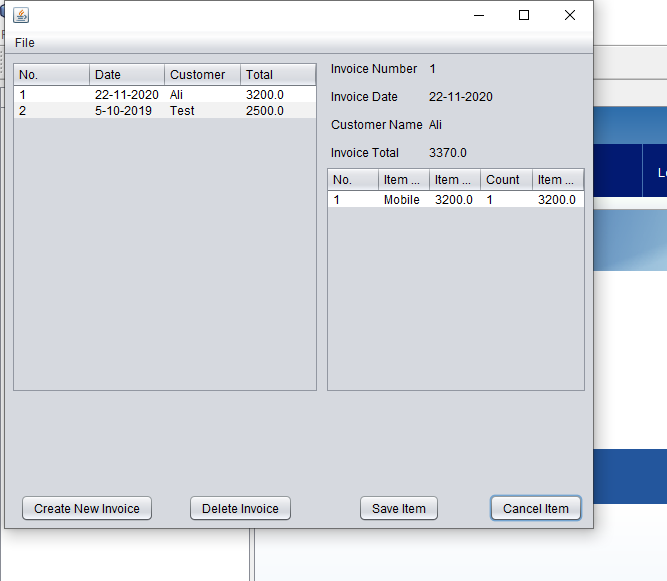 File
No. Date Customer Total
1 22-11-2020 Ali 3200.0
2 5-10-2019 Test 2500.0
Invoice Number 1
Invoice Date 22-11-2020
Customer Name Ali
Invoice Total 3370.0
No. Item ... Item ... Count Item ...
1 Mobile 3200.0 1 3200.0
Create New Invoice Delete Invoice Save Item Cancel Item